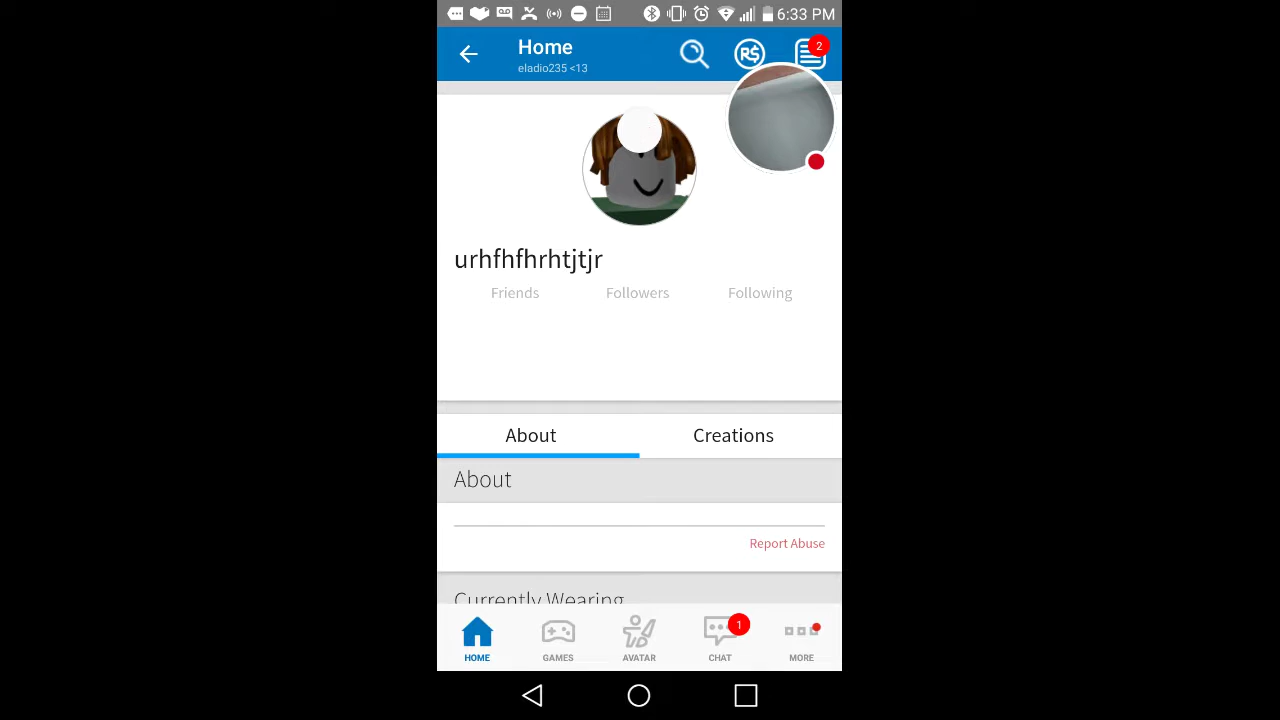 6:33 PM
Home
eladio235 <13
R$
2
urhfhfhrhtjtjr
Friends
Followers
Following
About
Creations
About
Report Abuse
Currently Wearing
1
HOME
GAMES
AVATAR
CHAT
MORE